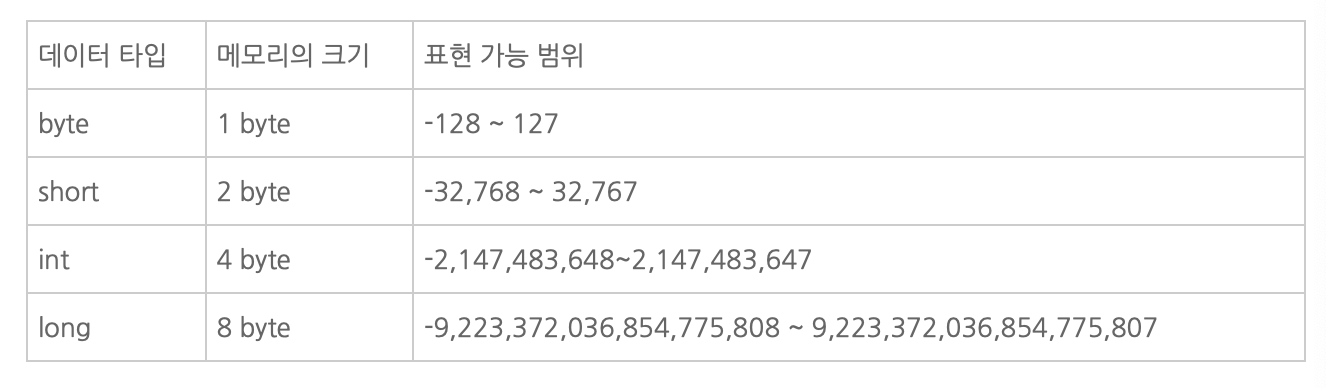 데이터 타입 메모리의 크기 표현 가능 범위
byte 1 byte -128 ~ 127
short 2 byte -32,768 ~ 32,767
int 4 byte -2,147,483,648~2,147,483,647
long 8 byte -9,223,372,036,854,775,808 ~ 9,223,372,036,854,775,807